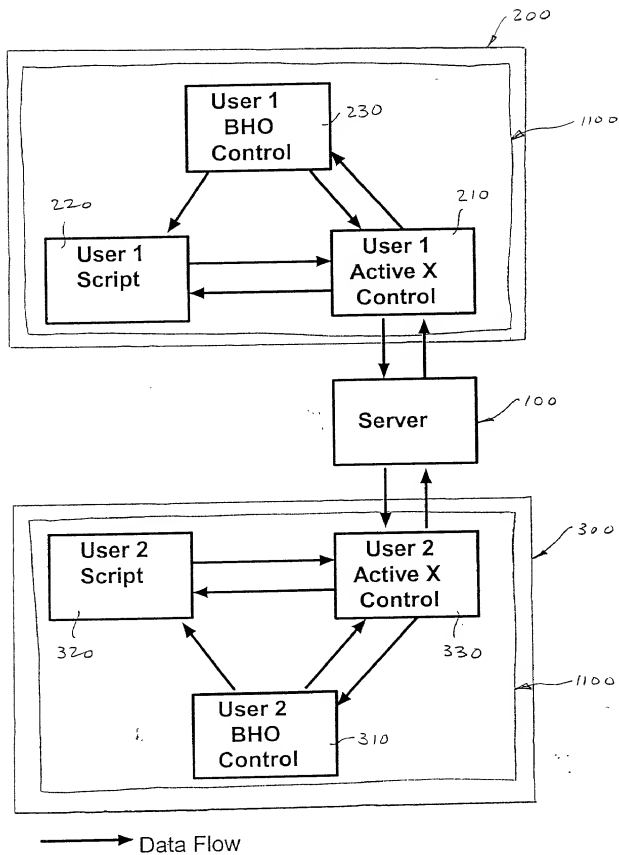 200
User 1
BHO
Control
230
1100
220
User 1
Script
210
User 1
Active X
Control
Server
100
User 2
Script
320
User 2
Active X
Control
330
300
1100
User 2
BHO
Control
310
Data Flow